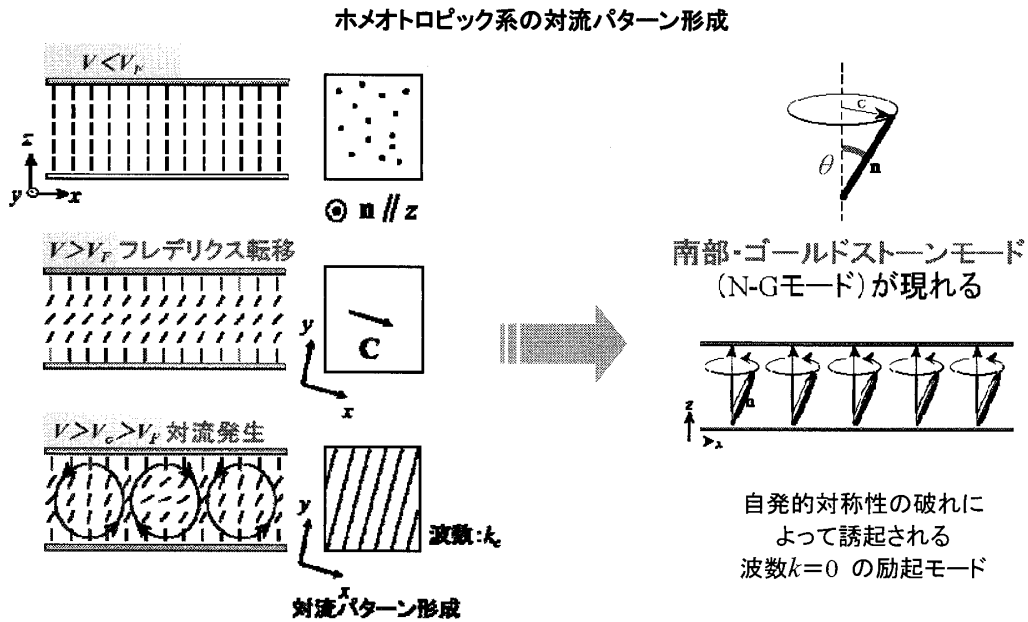 ホメオトロピック系の対流パターン形成
V＜V_F
z
y
x
n // z
V＞V_F フレデリクス転移
y
C
x
V＞V_c＞V_F 対流発生
y
x
波数:k_c
対流パターン形成
C
θ
n
南部・ゴールドストーンモード
（N-Gモード）が現れる
n
z
x
自発的対称性の破れに
よって誘起される
波数k＝0 の励起モード